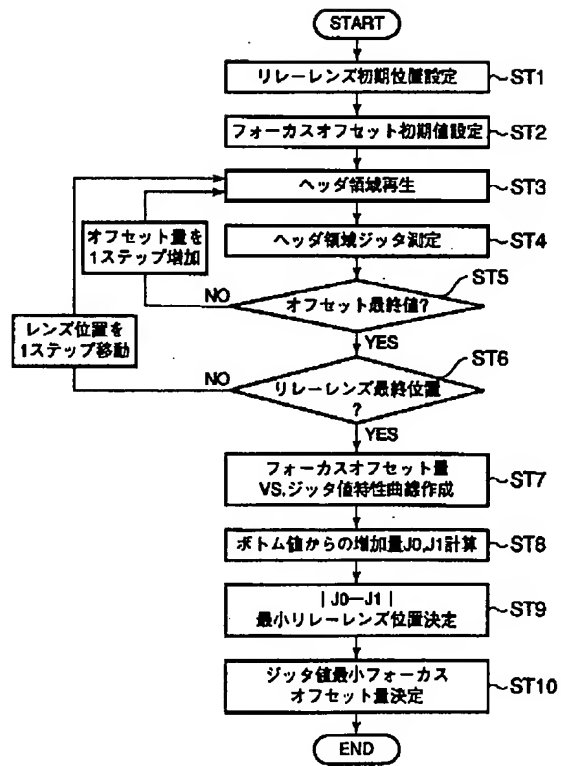 START
リレーレンズ初期位置設定
ST1
フォーカスオフセット初期値設定
ST2
ヘッダ領域再生
ST3
オフセット量を
1ステップ増加
ヘッダ領域ジッタ測定
ST4
ST5
オフセット最終値?
NO
YES
レンズ位置を
1ステップ移動
ST6
リレーレンズ最終位置
?
NO
YES
フォーカスオフセット量
VS.ジッタ値特性曲線作成
ST7
ボトム値からの増加量J0,J1計算
ST8
|J0—J1|
最小リレーレンズ位置決定
ST9
ジッタ値最小フォーカス
オフセット量決定
ST10
END